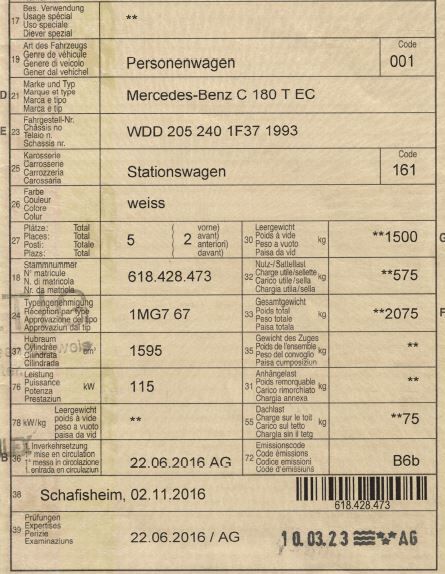 17 Bes. Verwendung
Usage spécial
Uso speciale
Diever spezial
**
19 Art des Fahrzeugs
Genre de véhicule
Genere di veicolo
Gener dal vehichel
Personenwagen
Code
001
D 21 Marke und Typ
Marque et type
Marca e tipo
Marca e tip
Mercedes-Benz C 180 T EC
E 23 Fahrgestell-Nr.
Châssis no
Telaio n.
Schassis nr.
WDD 205 240 1F37 1993
25 Karosserie
Carrosserie
Carrozzeria
Carossaria
Stationswagen
Code
161
26 Farbe
Couleur
Colore
Colur
weiss
27 Plätze: Total
Places: Total
Posti: Totale
Plazs: Total
5 ( 2 vorne)
avant)
anteriori)
davant)
30 Leergewicht
Poids à vide
Peso a vuoto
Paisa da vid
kg
**1500
G
18 Stammnummer
N° matricule
N. di matricola
Nr. da matricla
618.428.473
32 Nutz-/Sattellast
Charge utile/sellette
Carico utile/sella
Chargia utila/sella
kg
**575
24 Typengenehmigung
Réception par type
Approvazione del tipo
Approvaziun dal tip
1MG7 67
33 Gesamtgewicht
Poids total
Peso totale
Paisa totala
kg
**2075
F
37 Hubraum
Cylindrée
Cilindrata
Cilindrada
cm³
1595
35 Gewicht des Zuges
Poids de l'ensemble
Peso del convoglio
Paisa cumposiziun
kg
**
76 Leistung
Puissance
Potenza
Prestaziun
kW
115
31 Anhängelast
Poids remorquable
Carico rimorchiato
Chargia annexa
kg
**
78 kW/kg Leergewicht
poids à vide
peso a vuoto
paisa da vid
**
55 Dachlast
Charge sur le toit
Carico sul tetto
Chargia sin il tetg
kg
**75
B 36 1. Inverkehrsetzung
1re mise en circulation
1a messa in circolazione
1. entrada en circulaziun
22.06.2016 AG
72 Emissionscode
Code émissions
Codice emissioni
Code d'emissiuns
B6b
38 Schafisheim, 02.11.2016
618.428.473
39 Prüfungen
Expertises
Perizie
Examinaziuns
22.06.2016 / AG
10.03.23 ** AG